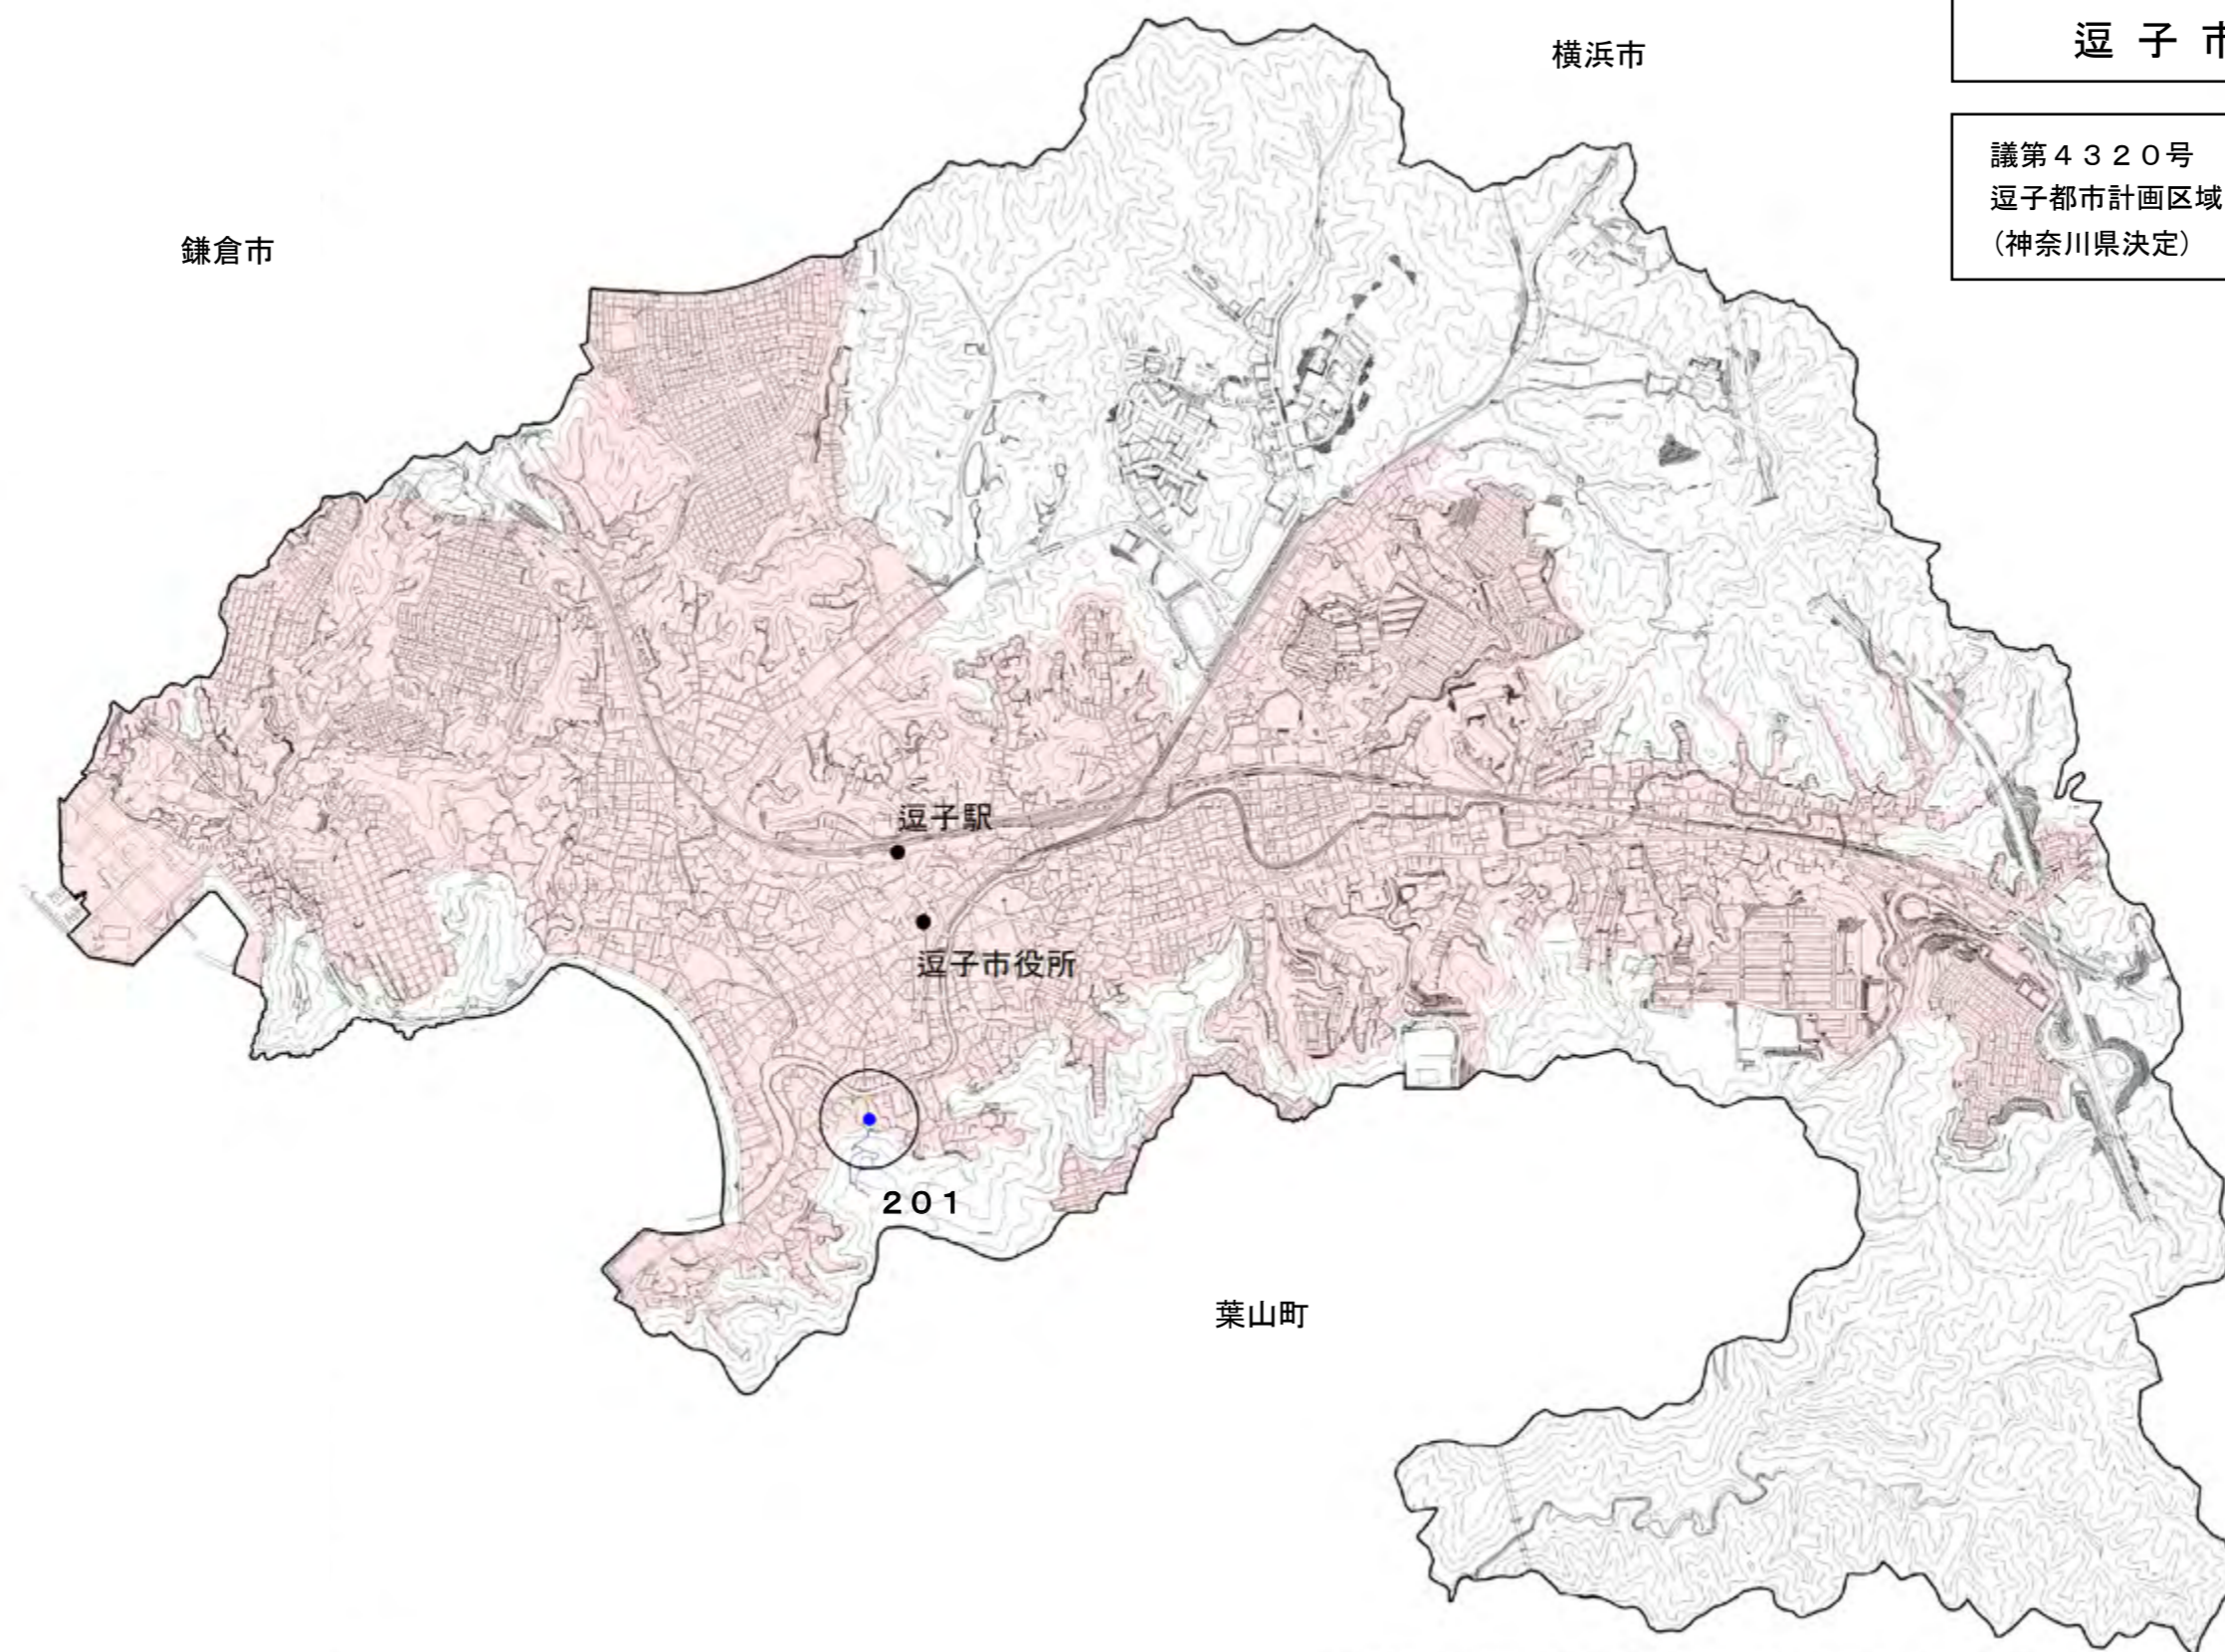 横浜市
逗子市
議第４３２０号
逗子都市計画区域
（神奈川県決定）
鎌倉市
逗子駅
逗子市役所
２０１
葉山町